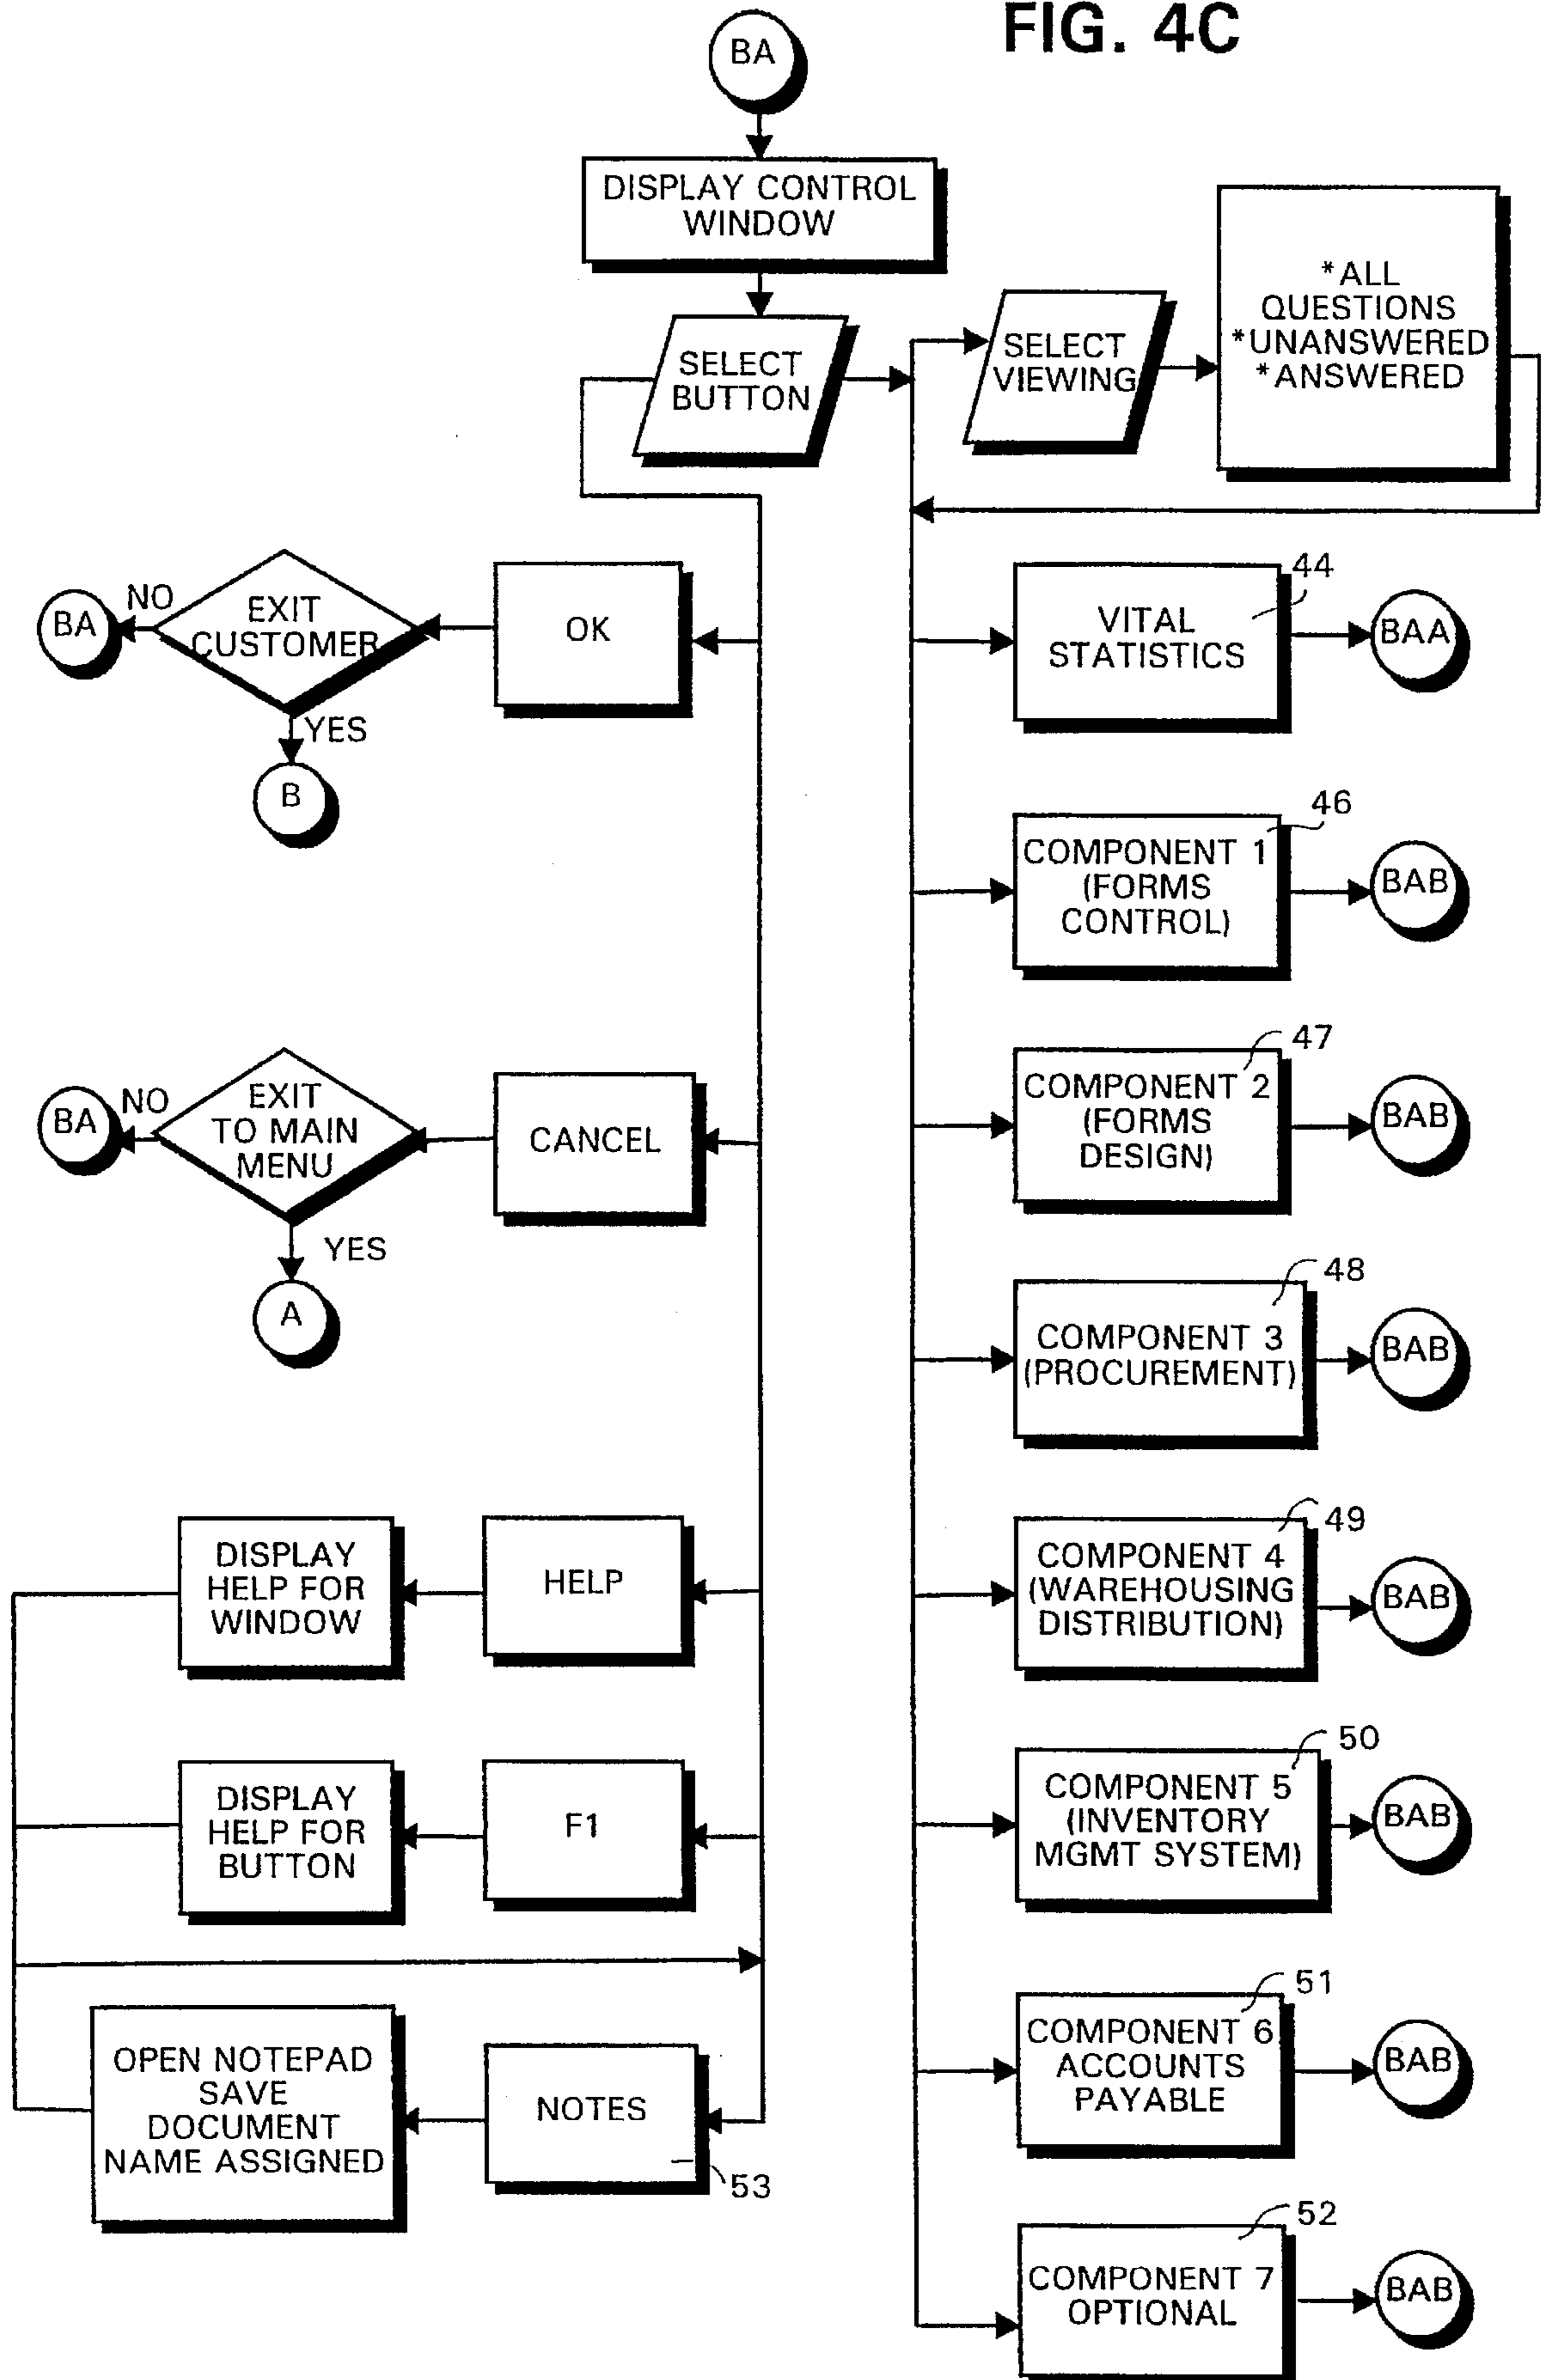 FIG. 4C
BA
DISPLAY CONTROL
WINDOW
SELECT
BUTTON
SELECT
VIEWING
*ALL
QUESTIONS
*UNANSWERED
*ANSWERED
44
VITAL
STATISTICS
BAA
OK
EXIT
CUSTOMER
NO
BA
YES
B
46
COMPONENT 1
(FORMS
CONTROL)
BAB
47
COMPONENT 2
(FORMS
DESIGN)
BAB
CANCEL
EXIT
TO MAIN
MENU
NO
BA
YES
A
48
COMPONENT 3
(PROCUREMENT)
BAB
49
COMPONENT 4
(WAREHOUSING
DISTRIBUTION)
BAB
HELP
DISPLAY
HELP FOR
WINDOW
50
COMPONENT 5
(INVENTORY
MGMT SYSTEM)
BAB
F1
DISPLAY
HELP FOR
BUTTON
51
COMPONENT 6
ACCOUNTS
PAYABLE
BAB
NOTES
53
OPEN NOTEPAD
SAVE
DOCUMENT
NAME ASSIGNED
52
COMPONENT 7
OPTIONAL
BAB